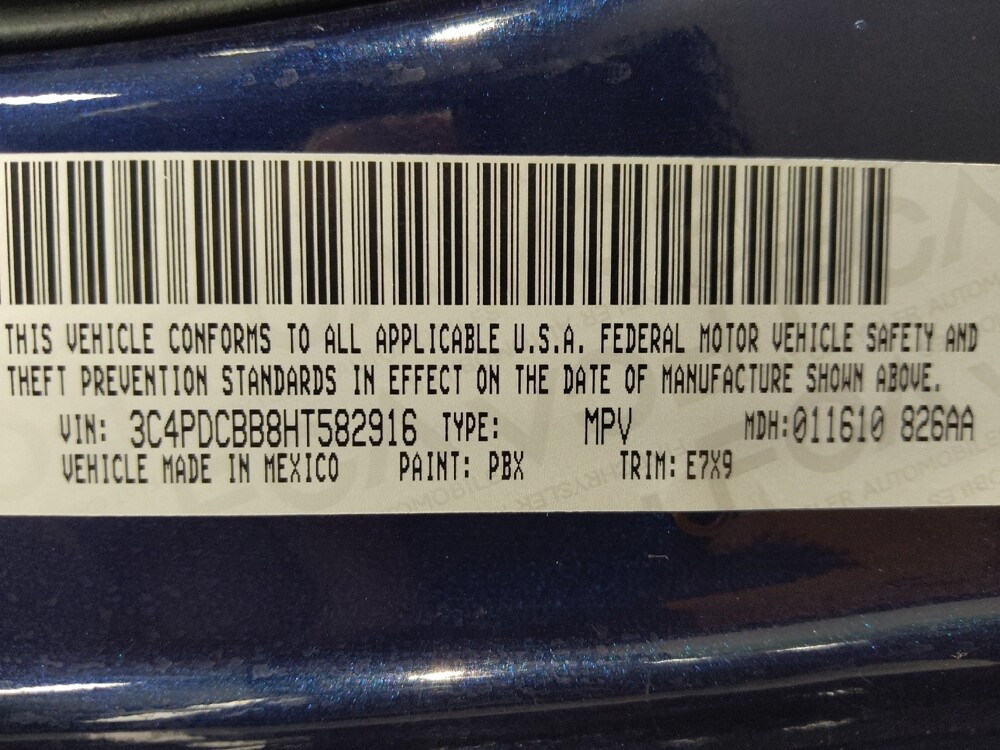 THIS VEHICLE CONFORMS TO ALL APPLICABLE U.S.A. FEDERAL MOTOR VEHICLE SAFETY AND
THEFT PREVENTION STANDARDS IN EFFECT ON THE DATE OF MANUFACTURE SHOWN ABOVE.
VIN: 3C4PDCBB8HT582916 TYPE: MPV MDH:011610 826AA
VEHICLE MADE IN MEXICO PAINT: PBX TRIM: E7X9